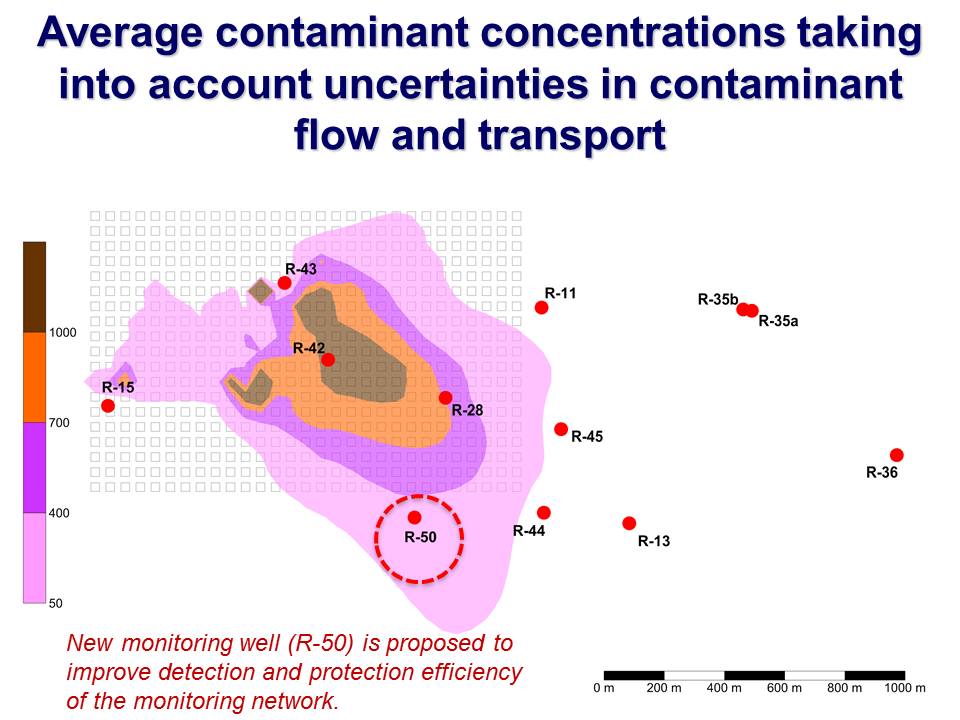 Average contaminant concentrations taking
into account uncertainties in contaminant
flow and transport
R-43
R-11
R-35b
R-35a
1000
R-42
R-15
R-28
700
R-45
R-36
400
R-44
R-50
R-13
50
New monitoring well (R-50) is proposed to
improve detection and protection efficiency
of the monitoring network.
0 m 200 m 400 m 600 m 800 m 1000 m